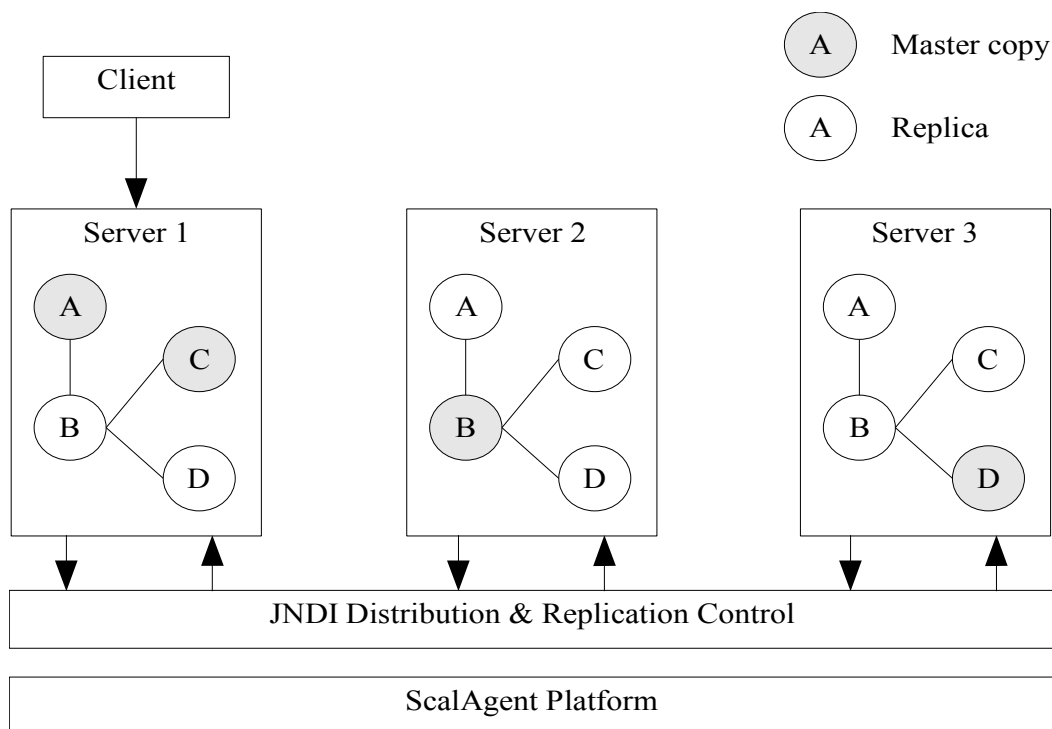 A Master copy
Client
A Replica
Server 1
A
C
B
D
Server 2
A
C
B
D
Server 3
A
C
B
D
JNDI Distribution & Replication Control
ScalAgent Platform